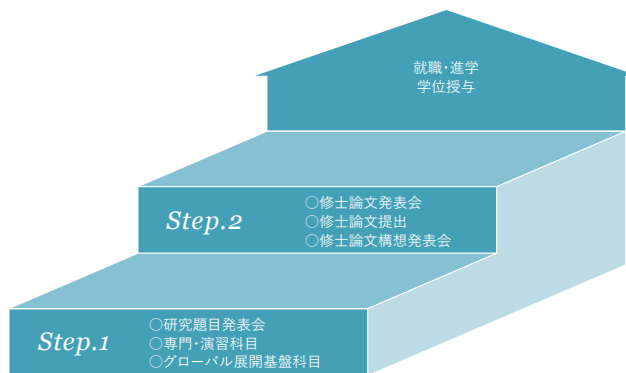 就職・進学
学位授与
Step.2
○修士論文発表会
○修士論文提出
○修士論文構想発表会
Step.1
○研究題目発表会
○専門・演習科目
○グローバル展開基盤科目